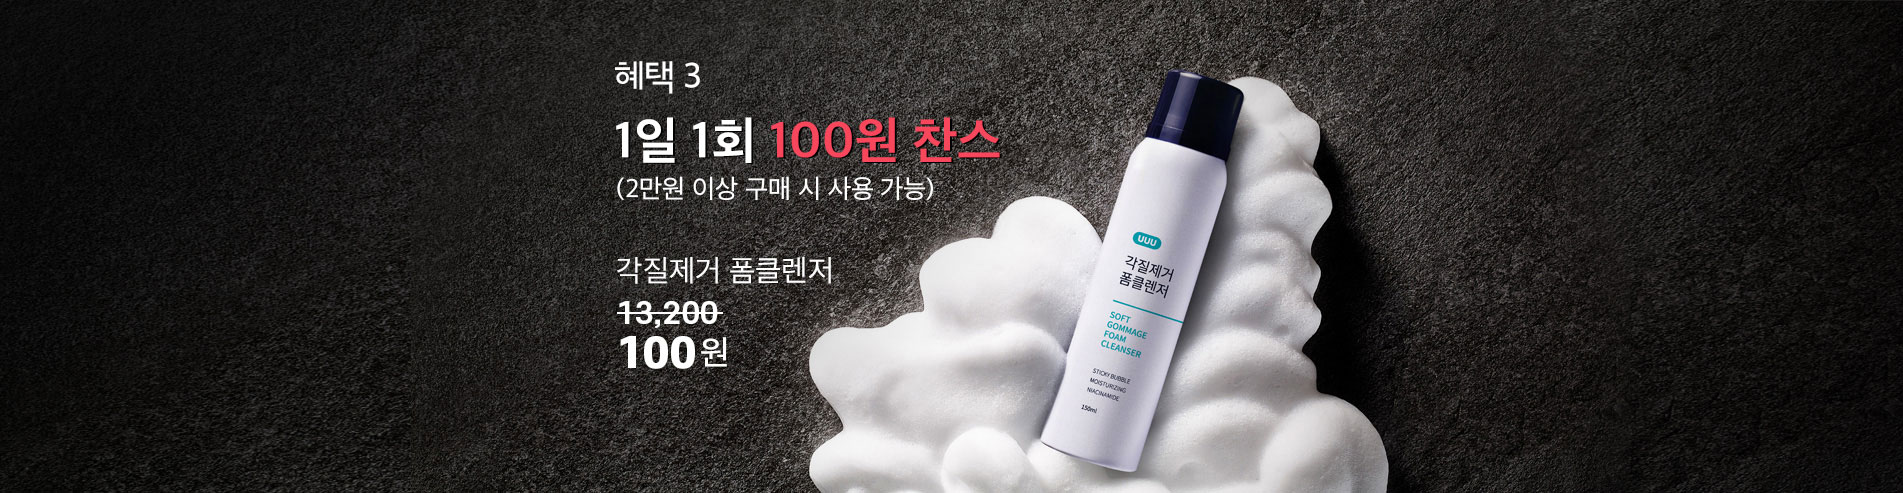 혜택 3
1일 1회 100원 찬스
(2만원 이상 구매 시 사용 가능)
각질제거 폼클렌저
13,200
100원
UUU
각질제거
폼클렌저
SOFT
GOMMAGE
FOAM
CLEANSER
STICKY BUBBLE
MOISTURIZING
NIACINAMIDE
150ml